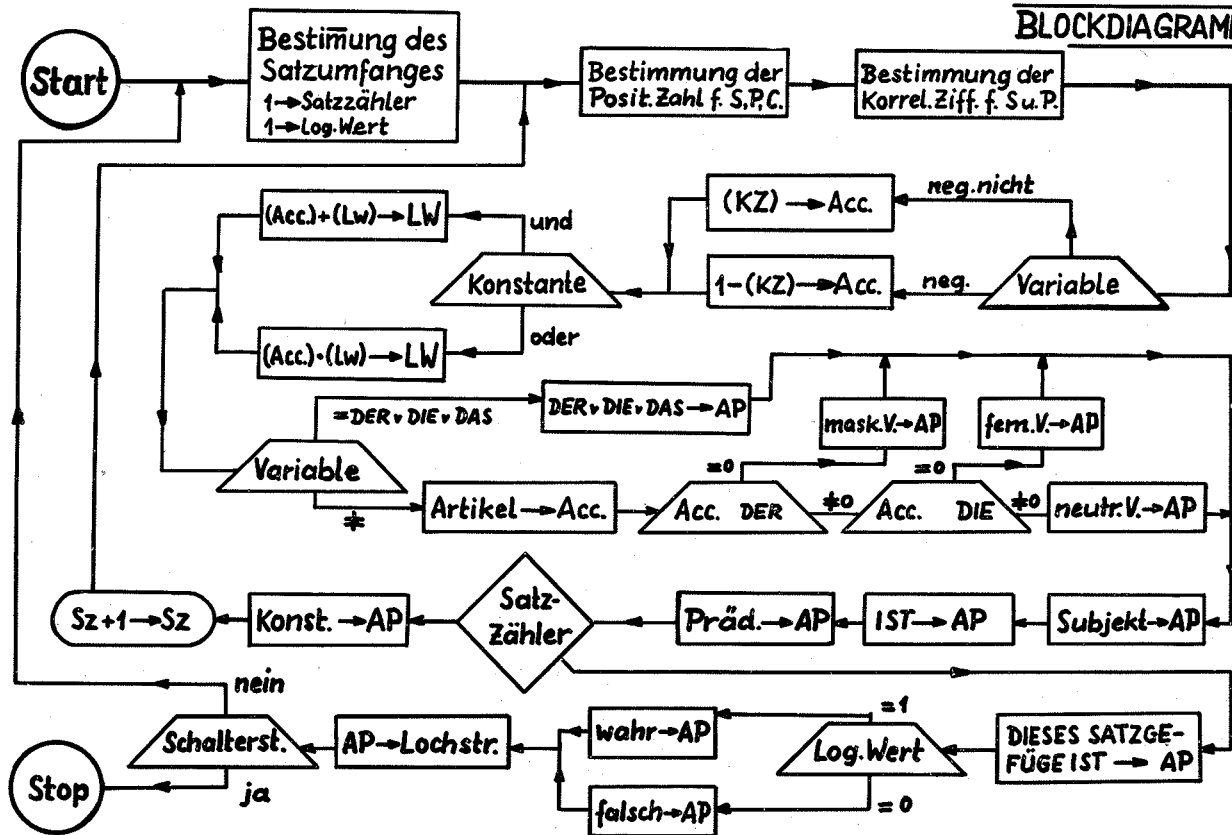 BLOCKDIAGRAMM
Start
Bestim̄ung des
Satzumfanges
1→Satzzähler
1→Log.Wert
Bestimmung der
Posit.Zahl f. S,P,C.
Bestimmung der
Korrel.Ziff. f. S u. P.
(Acc.)+(Lw)→LW
und
(KZ)→Acc.
neg.nicht
Konstante
1-(KZ)→Acc.
neg.
Variable
(Acc.)·(Lw)→LW
oder
=DER v DIE v DAS
DER v DIE v DAS→AP
mask.V.→AP
fem.V.→AP
Variable
=0
=0
≠
Artikel→Acc.
Acc. DER
≠0
Acc. DIE
≠0
neutr.V.→AP
Sz+1→Sz
Konst.→AP
Satz-
Zähler
Präd.→AP
IST→AP
Subjekt→AP
nein
Schalterst.
AP→Lochstr.
wahr→AP
=1
Log.Wert
DIESES SATZGE-
FÜGE IST→AP
Stop
ja
falsch→AP
=0